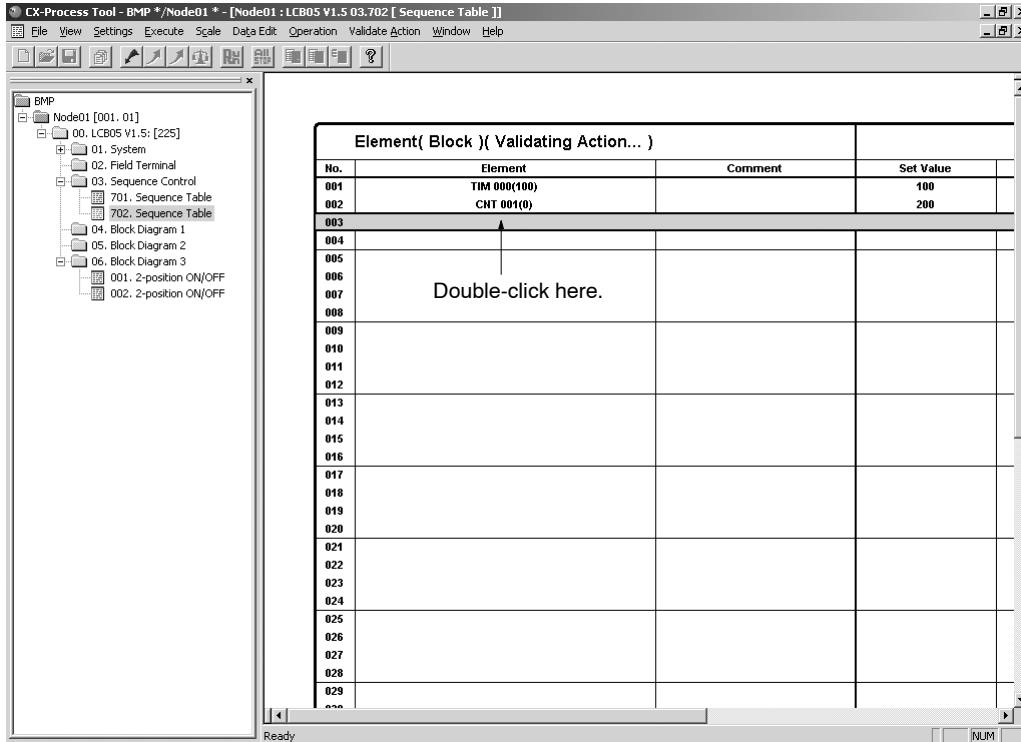 CX-Process Tool - BMP */Node01 * - [Node01 : LCB05 V1.5 03.702 [ Sequence Table ]]
File View Settings Execute Scale Data Edit Operation Validate Action Window Help
BMP
Node01 [001. 01]
00. LCB05 V1.5: [225]
01. System
02. Field Terminal
03. Sequence Control
701. Sequence Table
702. Sequence Table
04. Block Diagram 1
05. Block Diagram 2
06. Block Diagram 3
001. 2-position ON/OFF
002. 2-position ON/OFF
Element( Block )( Validating Action... )
No. Element Comment Set Value
001 TIM 000(100) 100
002 CNT 001(0) 200
003
004
005
006
Double-click here.
007
008
009
010
011
012
013
014
015
016
017
018
019
020
021
022
023
024
025
026
027
028
029
Ready NUM